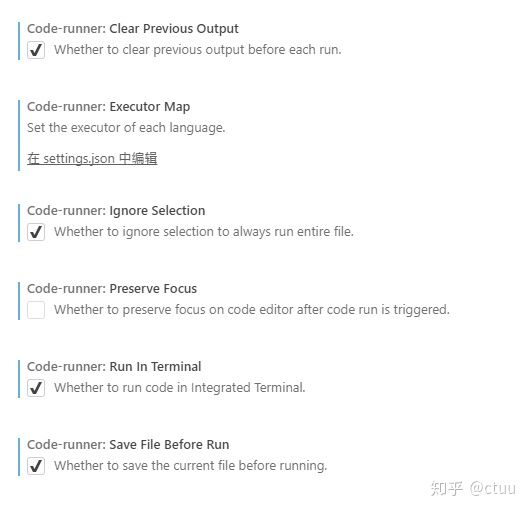 Code-runner: Clear Previous Output
Whether to clear previous output before each run.
Code-runner: Executor Map
Set the executor of each language.
在 settings.json 中编辑
Code-runner: Ignore Selection
Whether to ignore selection to always run entire file.
Code-runner: Preserve Focus
Whether to preserve focus on code editor after code run is triggered.
Code-runner: Run In Terminal
Whether to run code in Integrated Terminal.
Code-runner: Save File Before Run
Whether to save the current file before running.
知乎 @ctuu